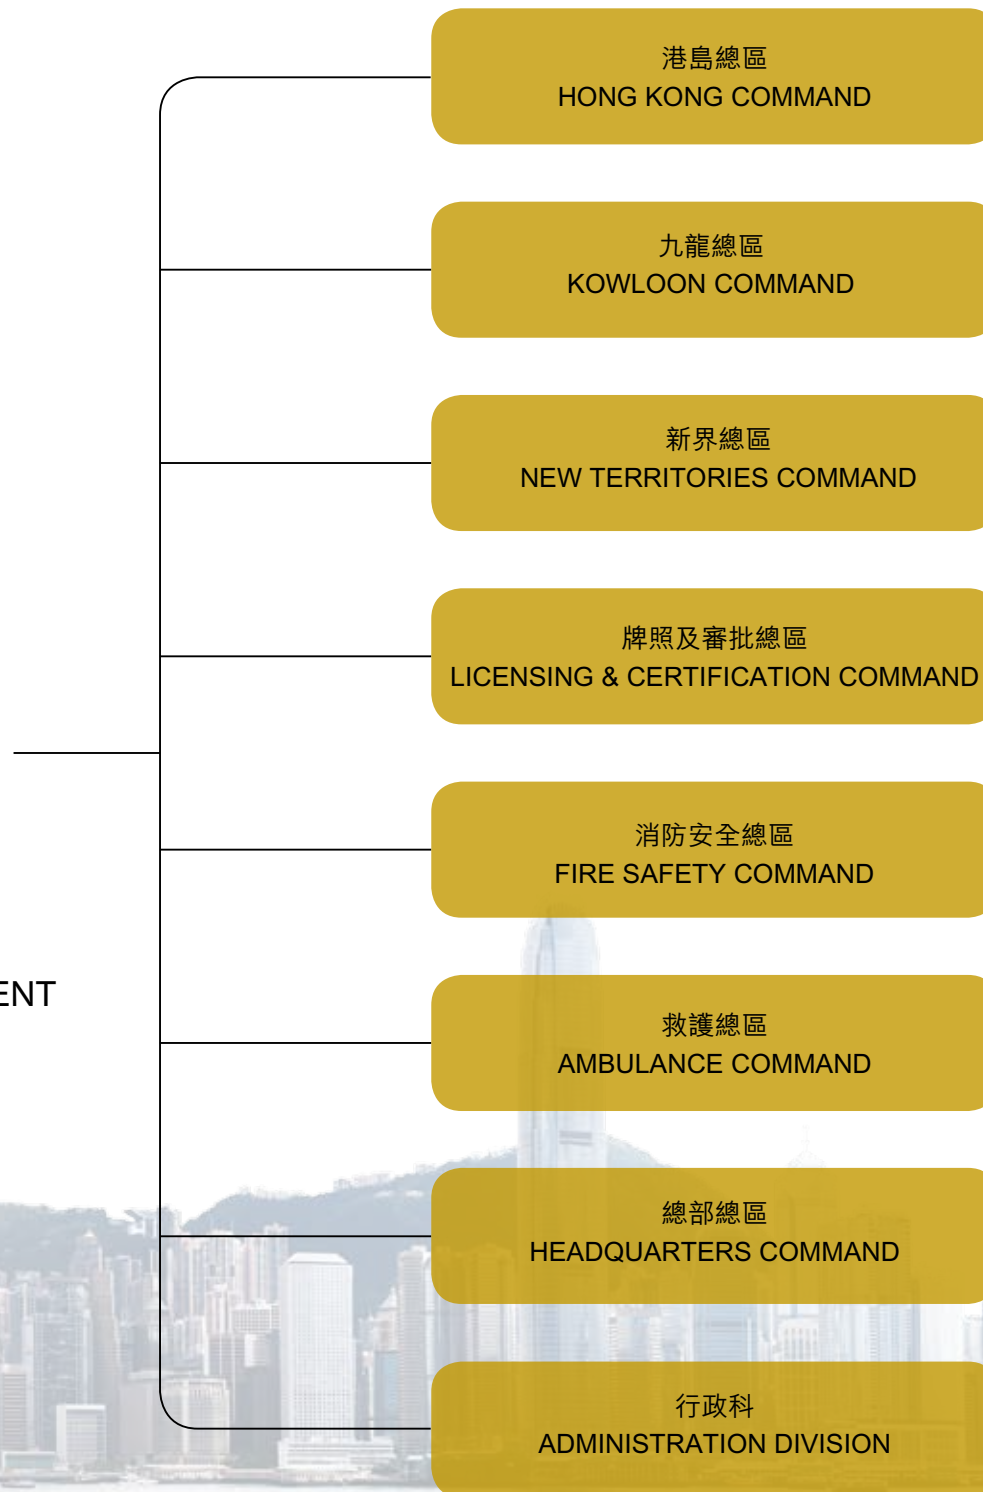 港島總區
HONG KONG COMMAND
九龍總區
KOWLOON COMMAND
新界總區
NEW TERRITORIES COMMAND
牌照及審批總區
LICENSING & CERTIFICATION COMMAND
消防安全總區
FIRE SAFETY COMMAND
ENT
救護總區
AMBULANCE COMMAND
總部總區
HEADQUARTERS COMMAND
行政科
ADMINISTRATION DIVISION